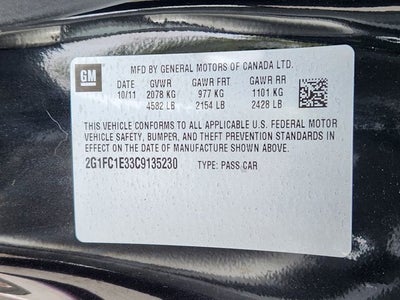 GM
MFD BY GENERAL MOTORS OF CANADA LTD.
DATE GVWR GAWR FRT GAWR RR
10/11 2078 KG 977 KG 1101 KG
4582 LB 2154 LB 2428 LB
THIS VEHICLE CONFORMS TO ALL APPLICABLE U.S. FEDERAL MOTOR
VEHICLE SAFETY, BUMPER, AND THEFT PREVENTION STANDARDS IN
EFFECT ON THE DATE OF MANUFACTURE SHOWN ABOVE.
2G1FC1E33C9135230 TYPE: PASS CAR